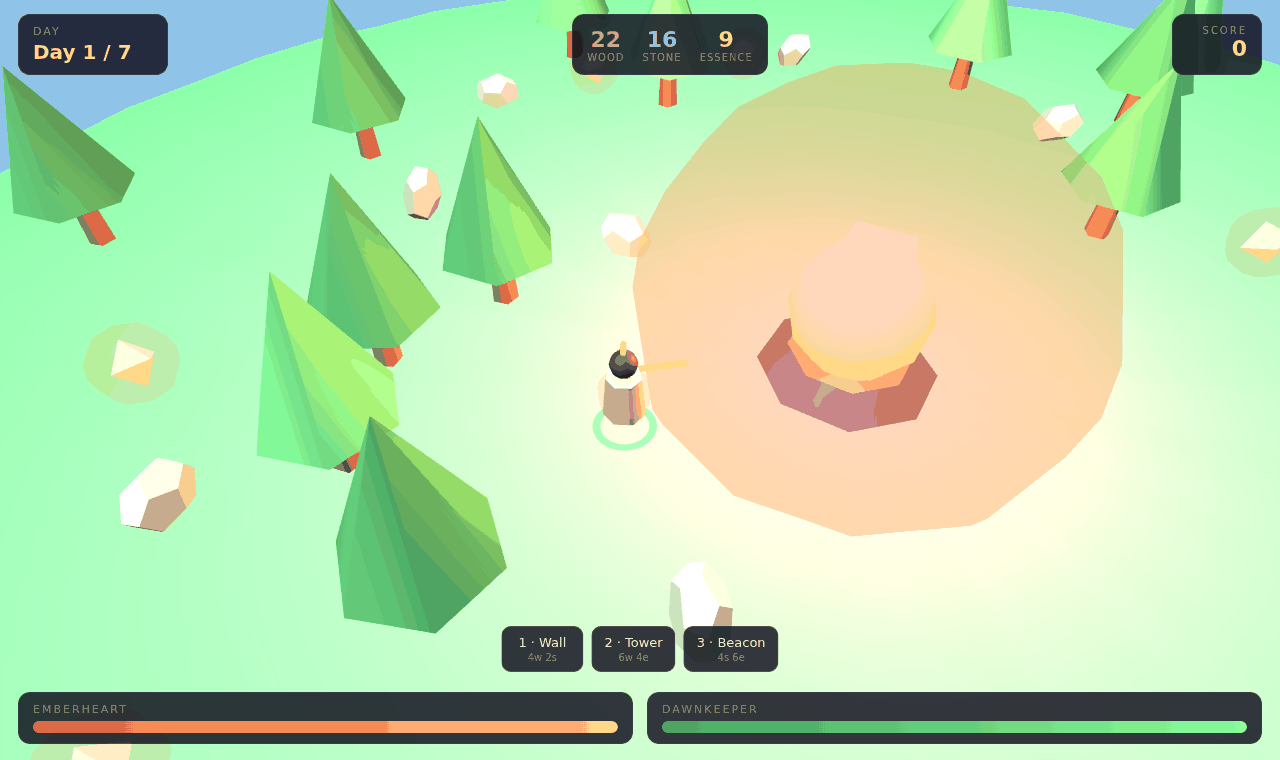 DAY
Day 1 / 7
22 16 9
WOOD STONE ESSENCE
SCORE
0
1 · Wall
4w 2s
2 · Tower
6w 4e
3 · Beacon
4s 6e
EMBERHEART
DAWNKEEPER